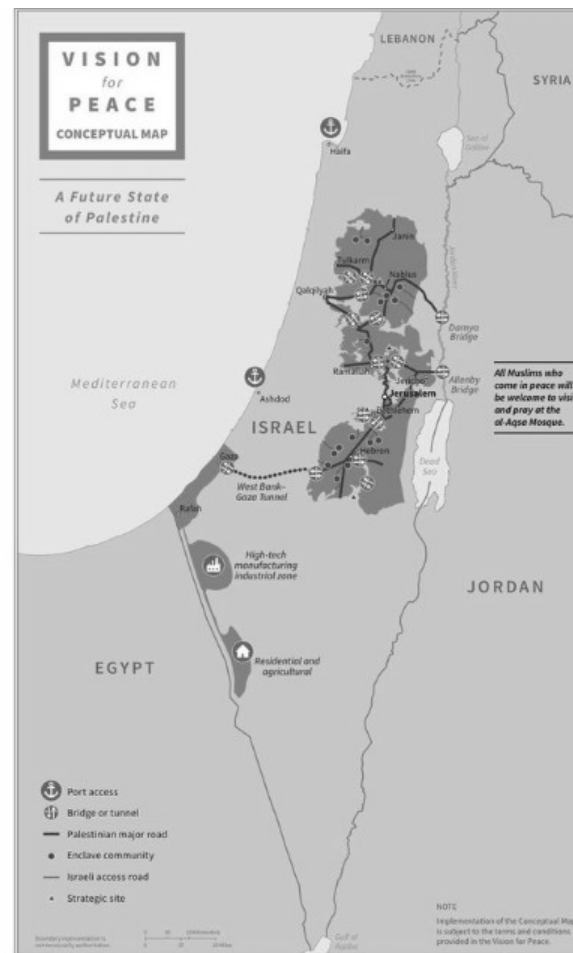 VISION
for
PEACE
CONCEPTUAL MAP
A Future State
of Palestine
LEBANON
SYRIA
Sea of
Galilee
Haifa
Janin
Tulkarm
Nablus
Qalqilyah
Damya
Bridge
Ramallah
Jericho
Allenby
Bridge
Jerusalem
Bethlehem
All Muslims who
come in peace will
be welcome to visi
and pray at the
al-Aqsa Mosque.
Mediterranean
Sea
Ashdod
ISRAEL
Hebron
Dead
Sea
Gaza
West Bank–
Gaza Tunnel
Rafah
High-tech
manufacturing
industrial zone
JORDAN
EGYPT
Residential and
agricultural
Port access
Bridge or tunnel
Palestinian major road
Enclave community
Israeli access road
Strategic site
NOTE
Implementation of the Conceptual Map
is subject to the terms and conditions
provided in the Vision for Peace.
Gulf of
Aqaba